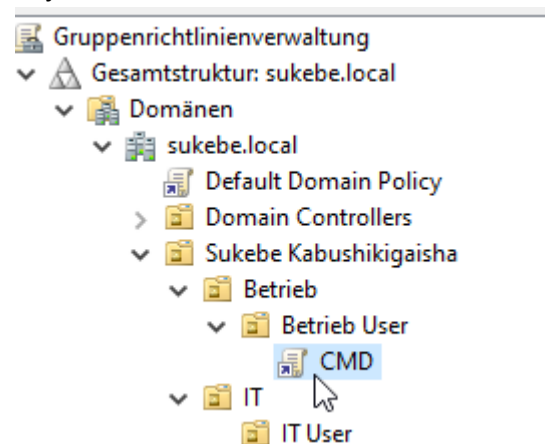 Gruppenrichtlinienverwaltung
Gesamtstruktur: sukebe.local
Domänen
sukebe.local
Default Domain Policy
Domain Controllers
Sukebe Kabushikigaisha
Betrieb
Betrieb User
CMD
IT
IT User